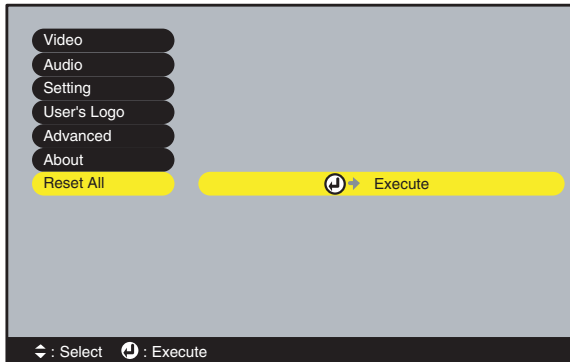 Video
Audio
Setting
User's Logo
Advanced
About
Reset All Execute
: Select : Execute